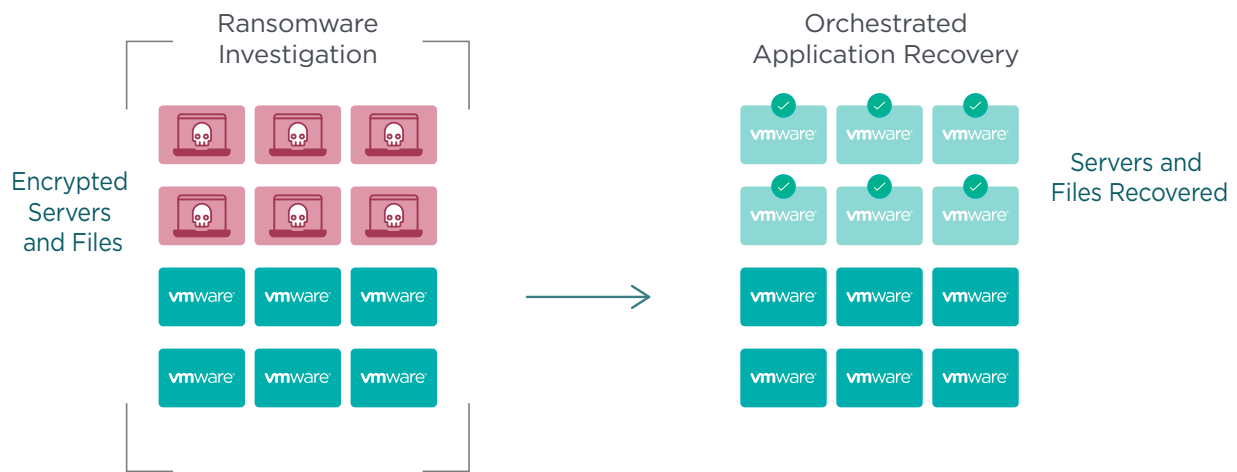 Ransomware
Investigation
Orchestrated
Application Recovery
Encrypted
Servers
and Files
vmware® vmware® vmware®
vmware® vmware® vmware®
vmware® vmware® vmware®
vmware® vmware® vmware®
vmware® vmware® vmware®
vmware® vmware® vmware®
Servers and
Files Recovered